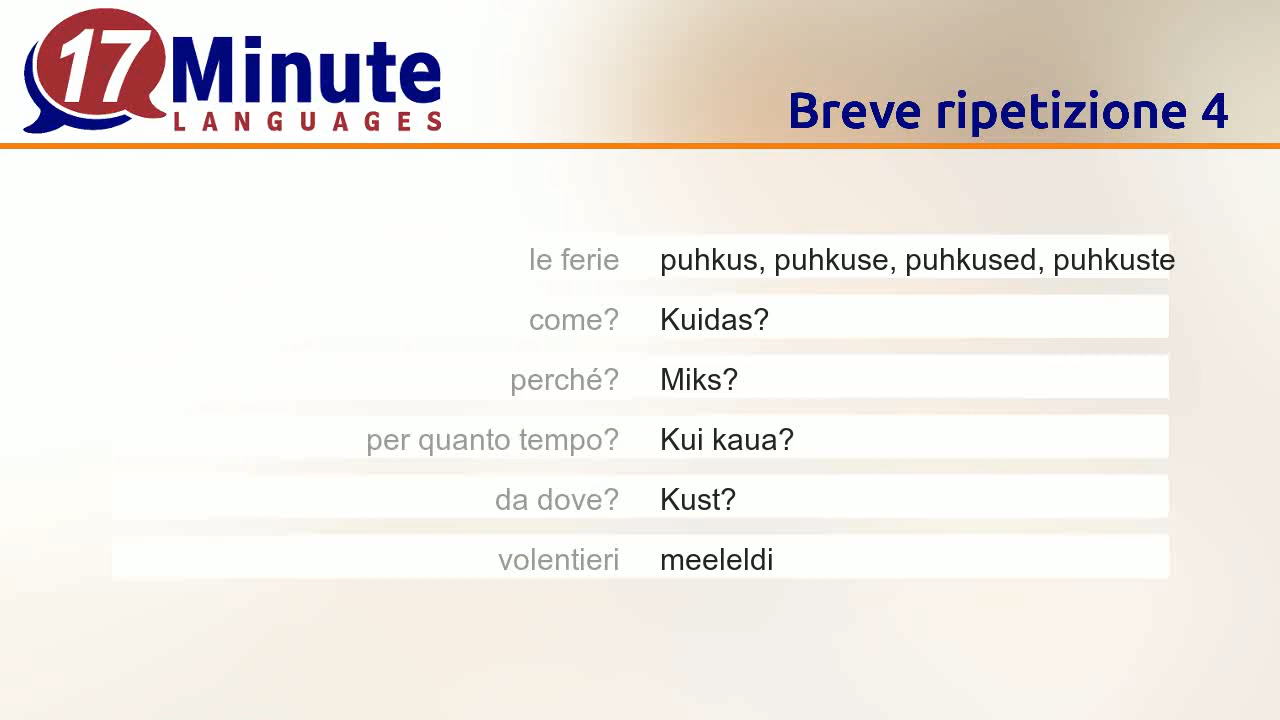 17 Minute
LANGUAGES
Breve ripetizione 4
le ferie puhkus, puhkuse, puhkused, puhkuste
come? Kuidas?
perché? Miks?
per quanto tempo? Kui kaua?
da dove? Kust?
volentieri meeleldi